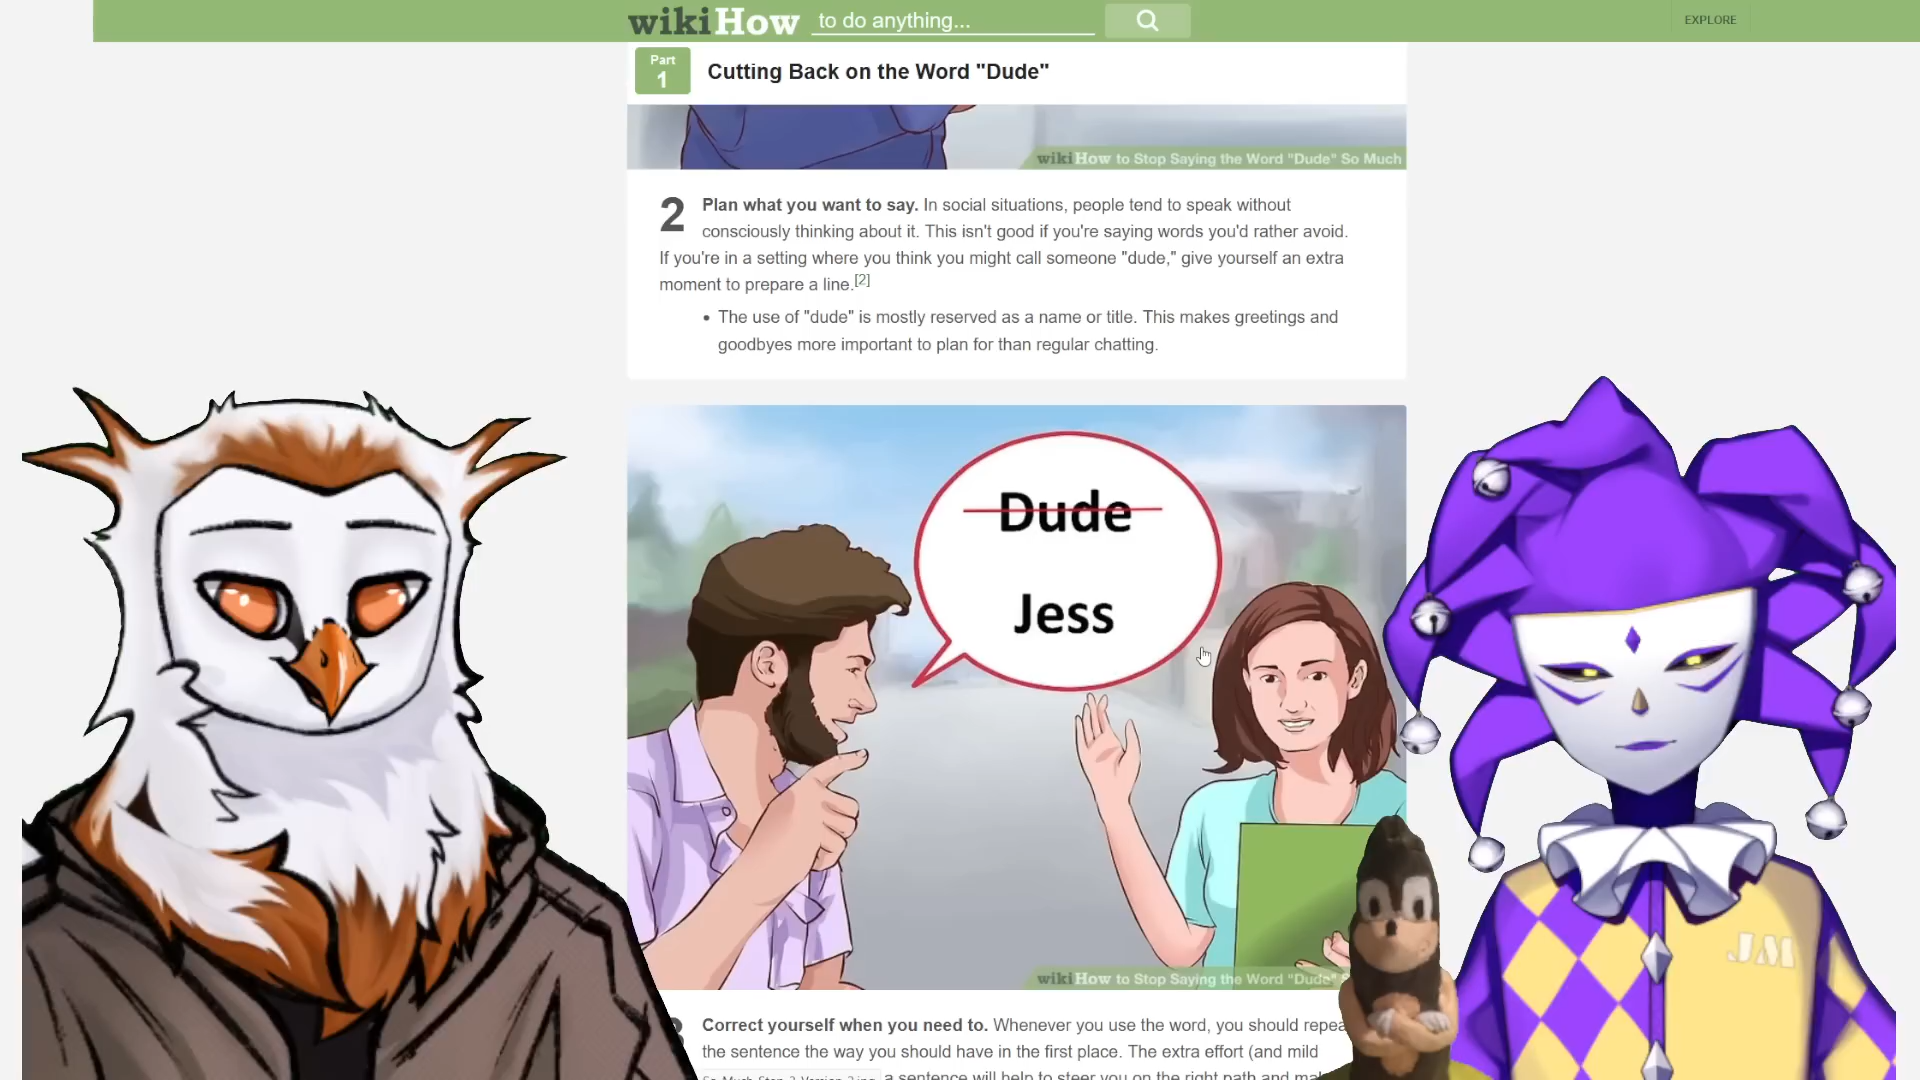 wikiHow to do anything...
EXPLORE
Part
1
Cutting Back on the Word "Dude"
wikiHow to Stop Saying the Word "Dude" So Much
2 Plan what you want to say. In social situations, people tend to speak without
consciously thinking about it. This isn't good if you're saying words you'd rather avoid.
If you're in a setting where you think you might call someone "dude," give yourself an extra
moment to prepare a line.[2]
• The use of "dude" is mostly reserved as a name or title. This makes greetings and
goodbyes more important to plan for than regular chatting.
Dude
Jess
JM
wikiHow to Stop Saying the Word "Dude"
Correct yourself when you need to. Whenever you use the word, you should repea
the sentence the way you should have in the first place. The extra effort (and mild
a sentence will help to steer you on the right path and